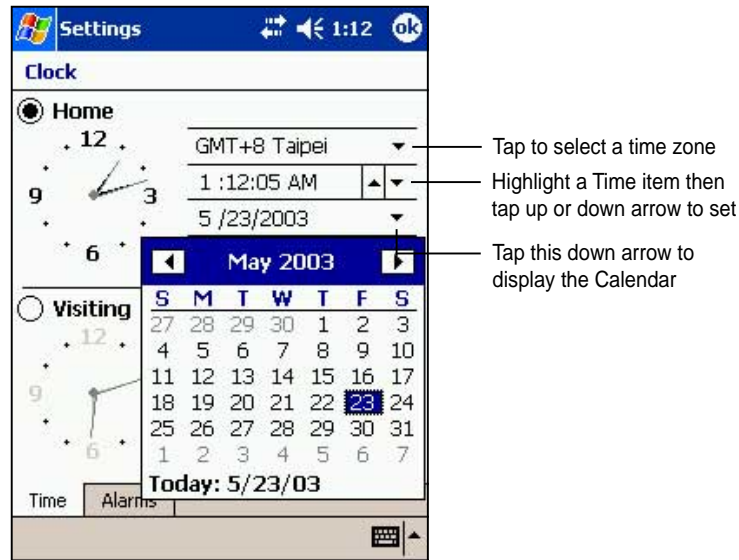 Settings 1:12 ok
Clock
Home
12
9
3
6
GMT+8 Taipei
1 :12:05 AM
5 /23/2003
May 2003
S M T W T F S
27 28 29 30 1 2 3
4 5 6 7 8 9 10
11 12 13 14 15 16 17
18 19 20 21 22 23 24
25 26 27 28 29 30 31
1 2 3 4 5 6 7
Today: 5/23/03
Visiting
12
9
6
Time Alarms
Tap to select a time zone
Highlight a Time item then
tap up or down arrow to set
Tap this down arrow to
display the Calendar